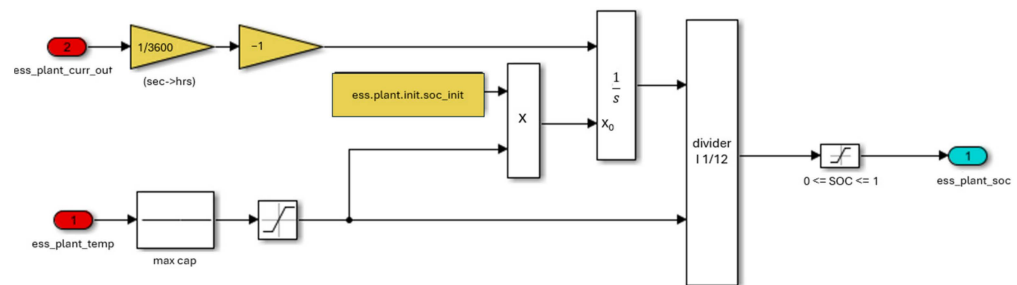 2
ess_plant_curr_out
1/3600
(sec->hrs)
−1
ess.plant.init.soc_init
X
1
s
x₀
divider
I 1/12
0 <= SOC <= 1
1
ess_plant_soc
1
ess_plant_temp
max cap